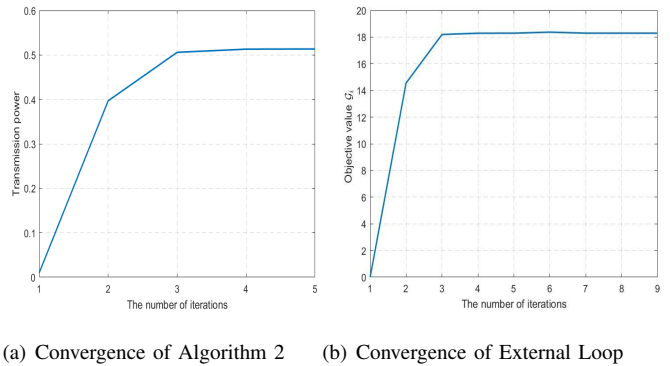 0.6
0.5
0.4
0.3
0.2
0.1
0
Transmission power
1 2 3 4 5
The number of iterations
20
18
16
14
12
10
8
6
4
2
0
Objective value 𝒢ᵢ
1 2 3 4 5 6 7 8 9
The number of iterations
(a) Convergence of Algorithm 2 (b) Convergence of External Loop